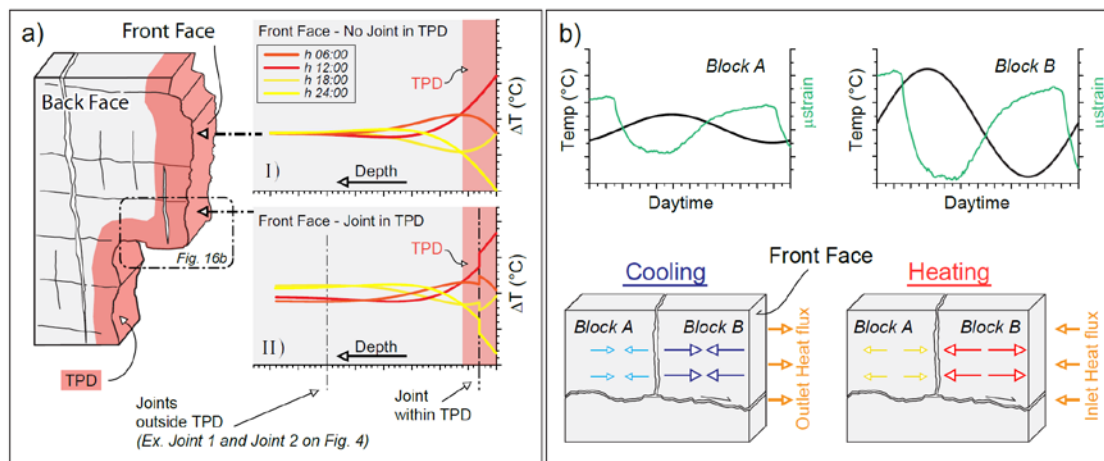 a)
Front Face
Back Face
Front Face - No Joint in TPD
h 06:00
h 12:00
h 18:00
h 24:00
TPD
ΔT (°C)
I)
Depth
Fig. 16b
Front Face - Joint in TPD
TPD
ΔT (°C)
II)
Depth
TPD
Joints
outside TPD
(Ex. Joint 1 and Joint 2 on Fig. 4)
Joint
within TPD
b)
Temp (°C)
Block A
μstrain
Daytime
Temp (°C)
Block B
μstrain
Daytime
Front Face
Cooling
Block A
Block B
Outlet Heat flux
Heating
Block A
Block B
Inlet Heat flux